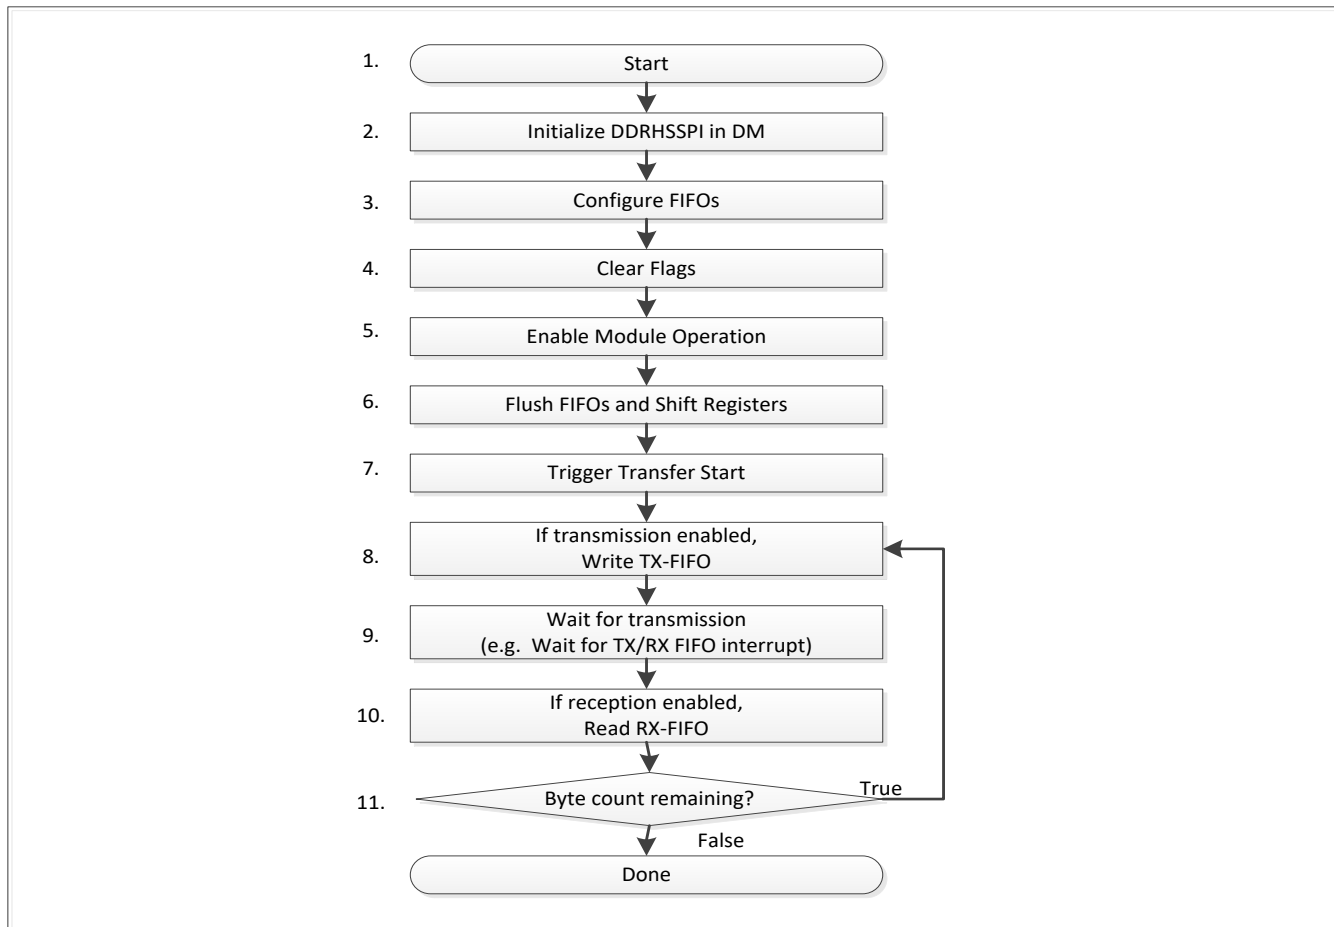 1.
Start
2.
Initialize DDRHSSPI in DM
3.
Configure FIFOs
4.
Clear Flags
5.
Enable Module Operation
6.
Flush FIFOs and Shift Registers
7.
Trigger Transfer Start
8.
If transmission enabled,
Write TX-FIFO
9.
Wait for transmission
(e.g. Wait for TX/RX FIFO interrupt)
10.
If reception enabled,
Read RX-FIFO
11.
Byte count remaining?
True
False
Done